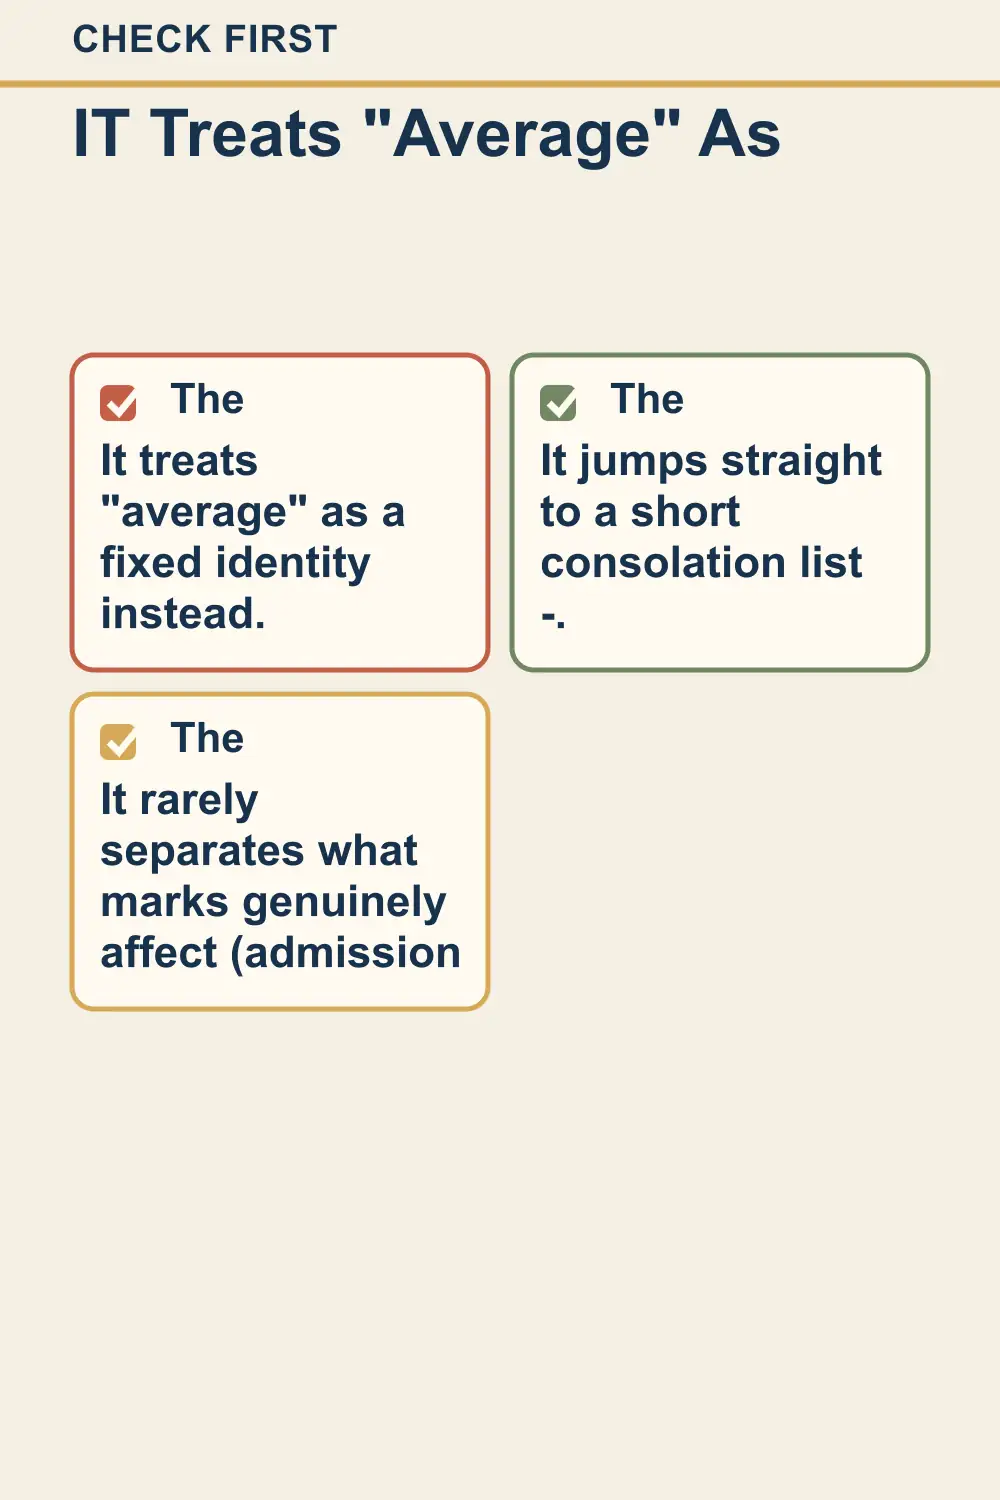 CHECK FIRST
IT Treats "Average" As
The
It treats
"average" as a
fixed identity
instead.
The
It jumps straight
to a short
consolation list
-.
The
It rarely
separates what
marks genuinely
affect (admission